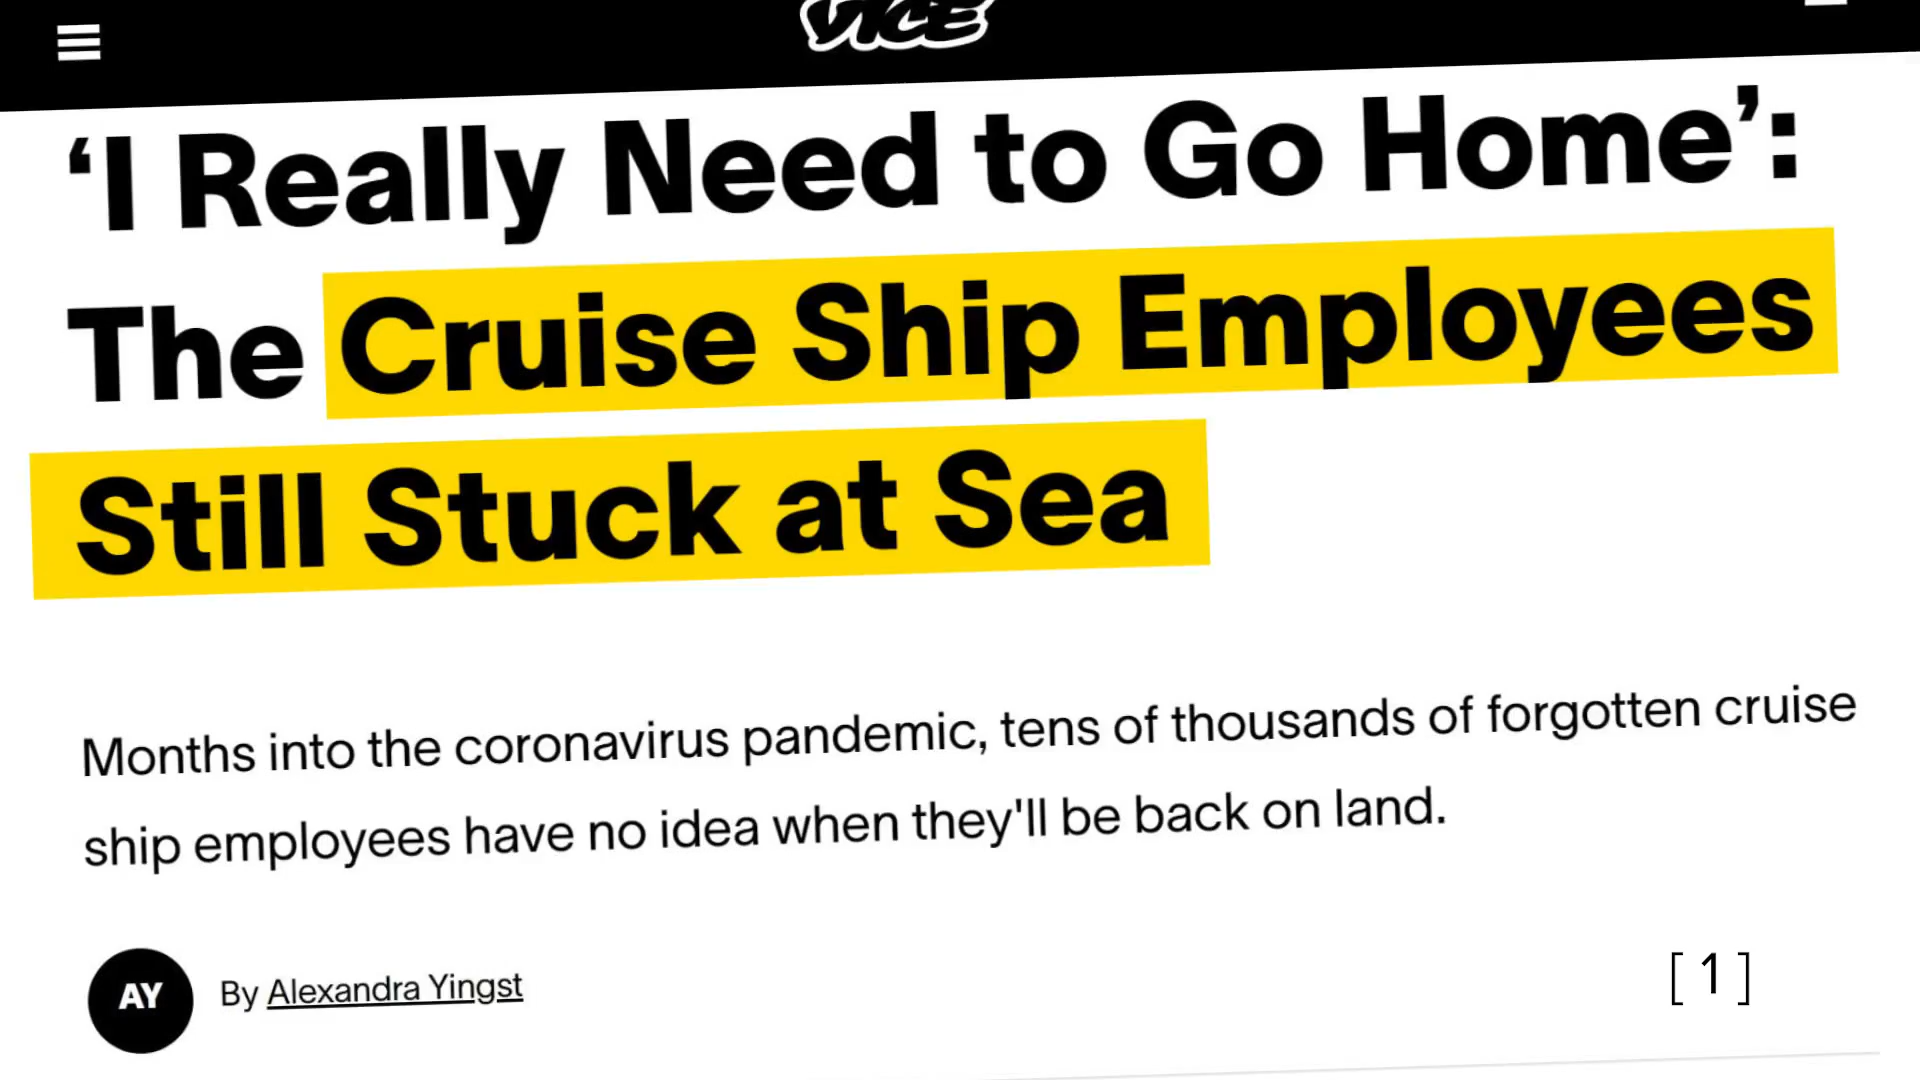 VICE
‘I Really Need to Go Home’:
The Cruise Ship Employees
Still Stuck at Sea
Months into the coronavirus pandemic, tens of thousands of forgotten cruise
ship employees have no idea when they'll be back on land.
AY
By Alexandra Yingst
[ 1 ]